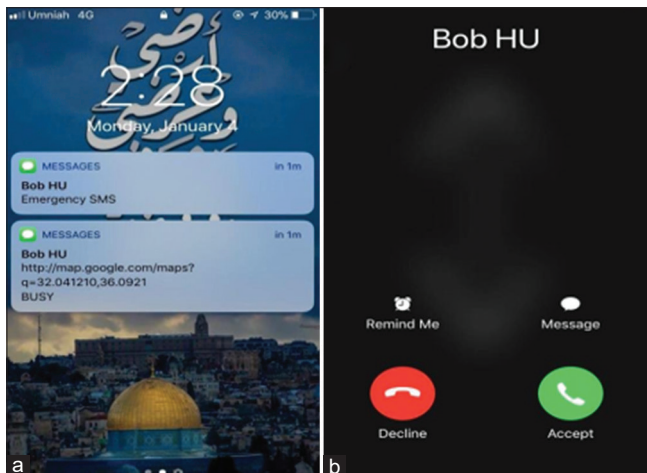 Umniah 4G
30%
2:28
Monday, January 4
MESSAGES
in 1m
Bob HU
Emergency SMS
MESSAGES
in 1m
Bob HU
http://map.google.com/maps?
q=32.041210,36.0921
BUSY
a
Bob HU
Remind Me
Message
Decline
Accept
b